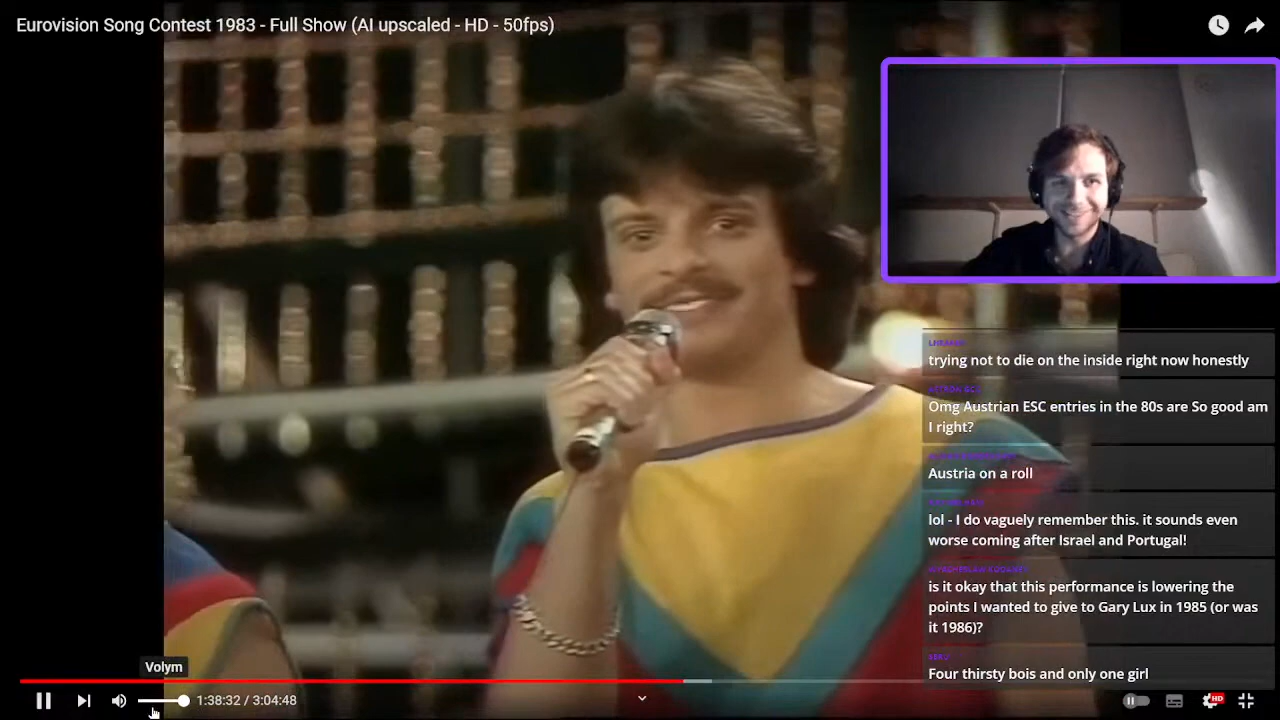 Eurovision Song Contest 1983 - Full Show (AI upscaled - HD - 50fps)
trying not to die on the inside right now honestly
Omg Austrian ESC entries in the 80s are So good am
I right?
Austria on a roll
lol - I do vaguely remember this. it sounds even
worse coming after Israel and Portugal!
is it okay that this performance is lowering the
points I wanted to give to Gary Lux in 1985 (or was
it 1986)?
Four thirsty bois and only one girl
Volym
1:38:32 / 3:04:48
HD